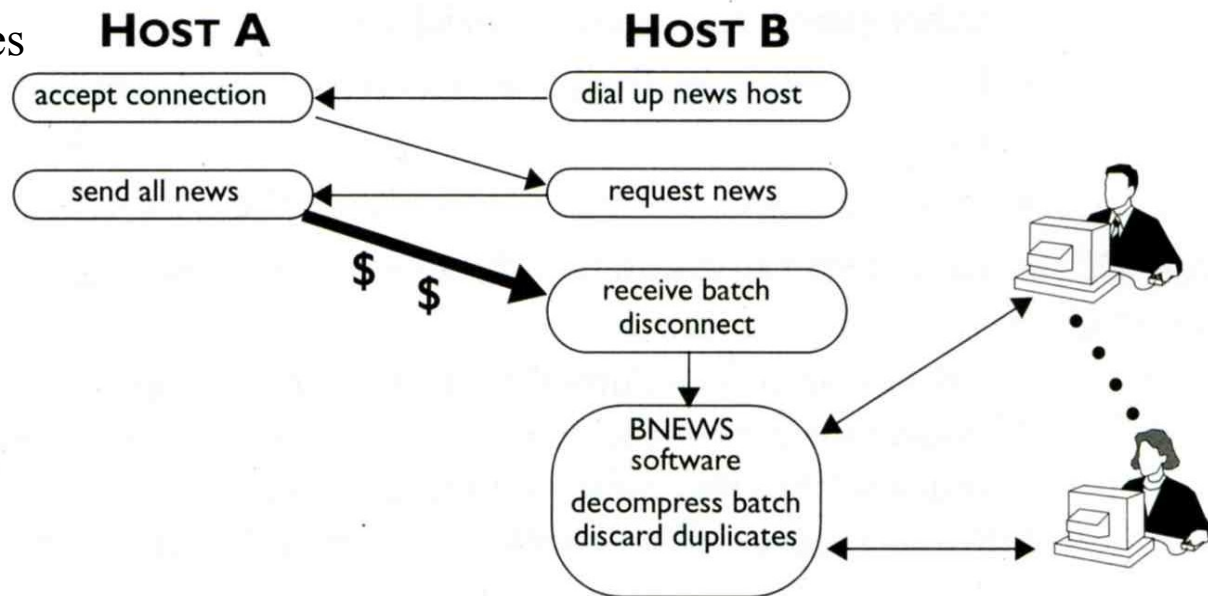 es
HOST A
HOST B
accept connection
dial up news host
send all news
request news
$
$
receive batch
disconnect
BNEWS
software
decompress batch
discard duplicates